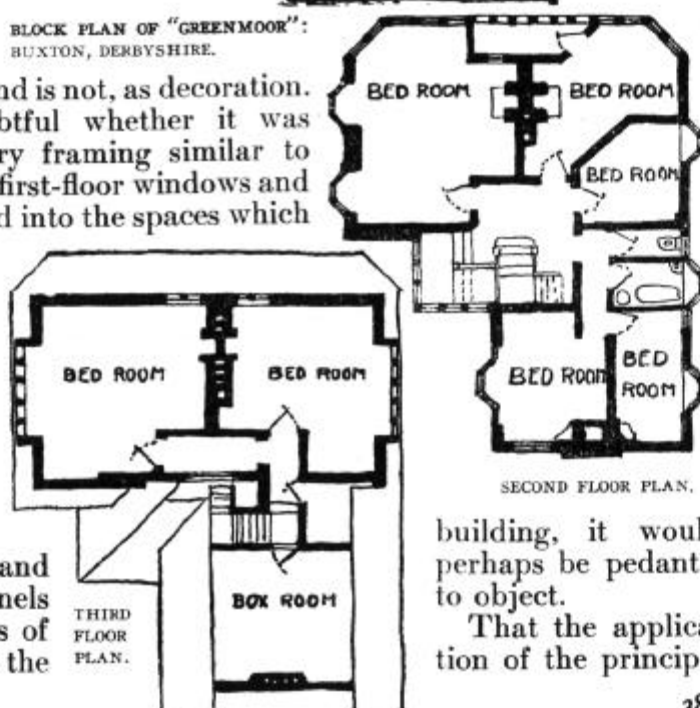 BLOCK PLAN OF "GREENMOOR":
BUXTON, DERBYSHIRE.
nd is not, as decoration.
btful whether it was
ry framing similar to
first-floor windows and
d into the spaces which
BED ROOM
BED ROOM
BED ROOM
BED ROOM
BED
ROOM
SECOND FLOOR PLAN.
BED ROOM
BED ROOM
BOX ROOM
THIRD
FLOOR
PLAN.
and
nels
s of
the
building, it woul
perhaps be pedant
to object.
That the applica
tion of the princip